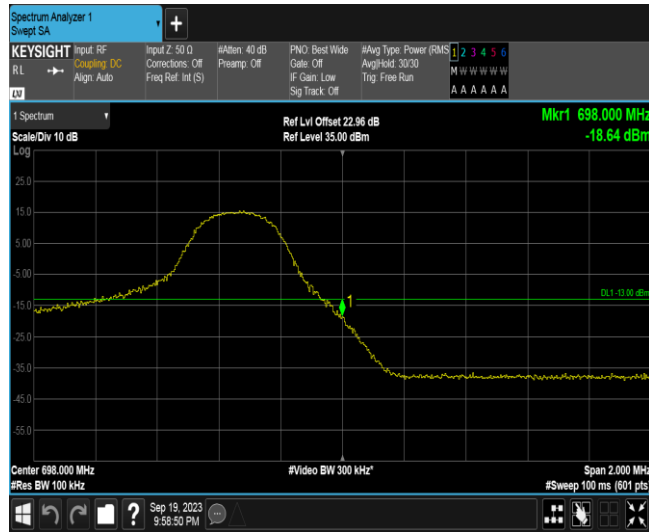 Spectrum Analyzer 1
Swept SA
+
KEYSIGHT
RL
LXI
Input: RF
Coupling: DC
Align: Auto
Input Z: 50 Ω
Corrections: Off
Freq Ref: Int (S)
#Atten: 40 dB
Preamp: Off
PNO: Best Wide
Gate: Off
IF Gain: Low
Sig Track: Off
#Avg Type: Power (RMS
Avg|Hold: 30/30
Trig: Free Run
1 2 3 4 5 6
M W W W W W
A A A A A A
1 Spectrum
Scale/Div 10 dB
Log
Ref Lvl Offset 22.96 dB
Ref Level 35.00 dBm
Mkr1 698.000 MHz
-18.64 dBm
25.0
15.0
5.00
-5.00
-15.0
-25.0
-35.0
-45.0
-55.0
DL1 -13.00 dBm
1
Center 698.000 MHz
#Res BW 100 kHz
#Video BW 300 kHz*
Span 2.000 MHz
#Sweep 100 ms (601 pts)
?
Sep 19, 2023
9:58:50 PM